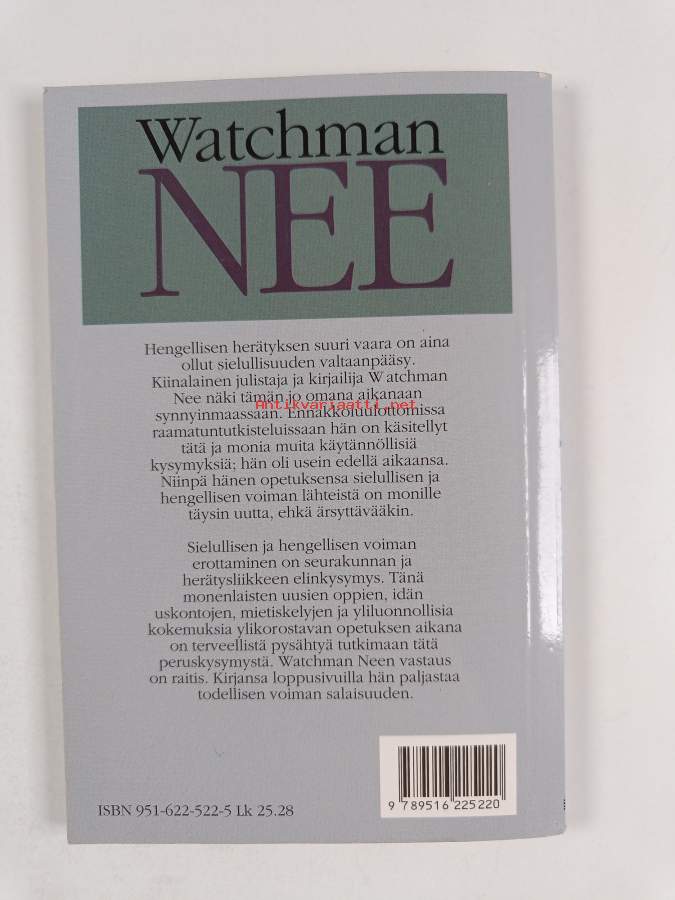 Watchman
NEE
Hengellisen herätyksen suuri vaara on aina
ollut sielullisuuden valtaanpääsy.
Kiinalainen julistaja ja kirjailija Watchman
Nee näki tämän jo omana aikanaan
Antikvariaatti.net
synnyinmaassaan. Ennakkoluulottomissa
raamatuntutkisteluissaan hän on käsitellyt
tätä ja monia muita käytännöllisiä
kysymyksiä; hän oli usein edellä aikaansa.
Niinpä hänen opetuksensa sielullisen ja
hengellisen voiman lähteistä on monille
täysin uutta, ehkä ärsyttävääkin.
Sielullisen ja hengellisen voiman
erottaminen on seurakunnan ja
herätysliikkeen elinkysymys. Tänä
monenlaisten uusien oppien, idän
uskontojen, mietiskelyjen ja yliluonnollisia
kokemuksia ylikorostavan opetuksen aikana
on terveellistä pysähtyä tutkimaan tätä
peruskysymystä. Watchman Neen vastaus
on raitis. Kirjansa loppusivuilla hän paljastaa
todellisen voiman salaisuuden.
ISBN 951-622-522-5 Lk 25.28
9 789516 225220